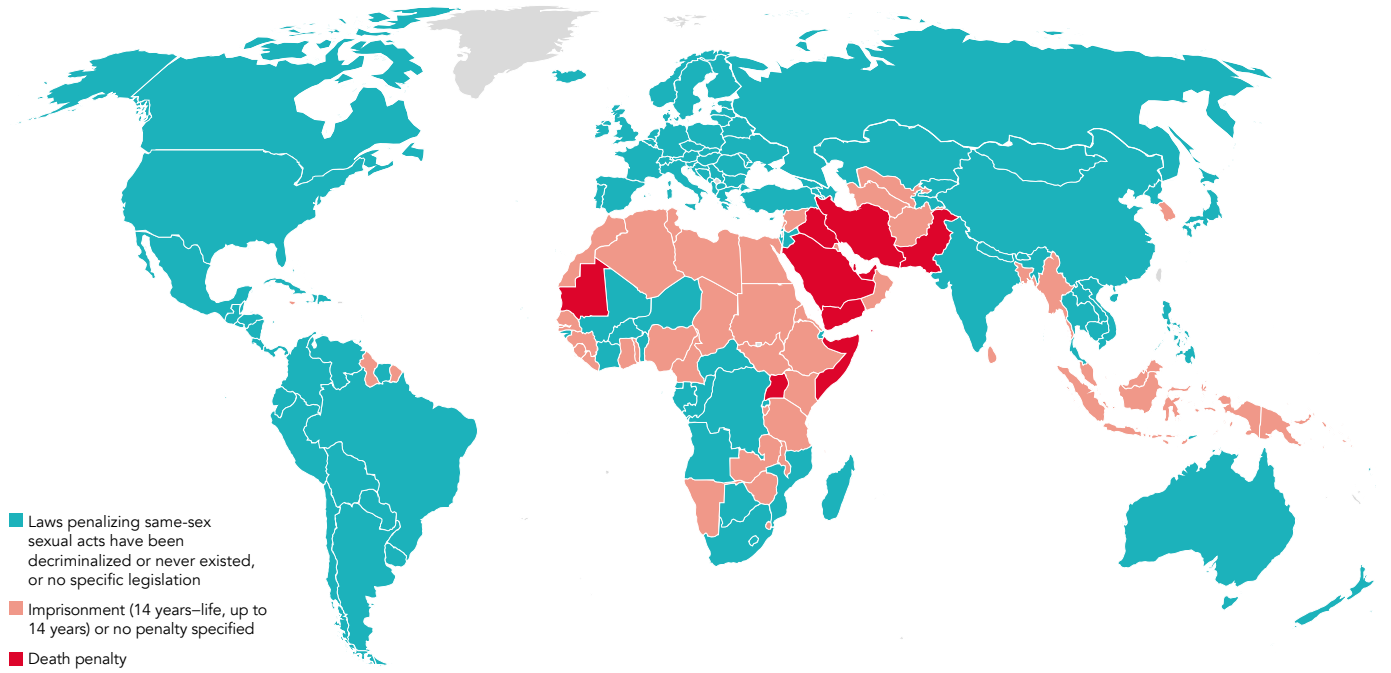 Laws penalizing same-sex
sexual acts have been
decriminalized or never existed,
or no specific legislation
Imprisonment (14 years–life, up to
14 years) or no penalty specified
Death penalty